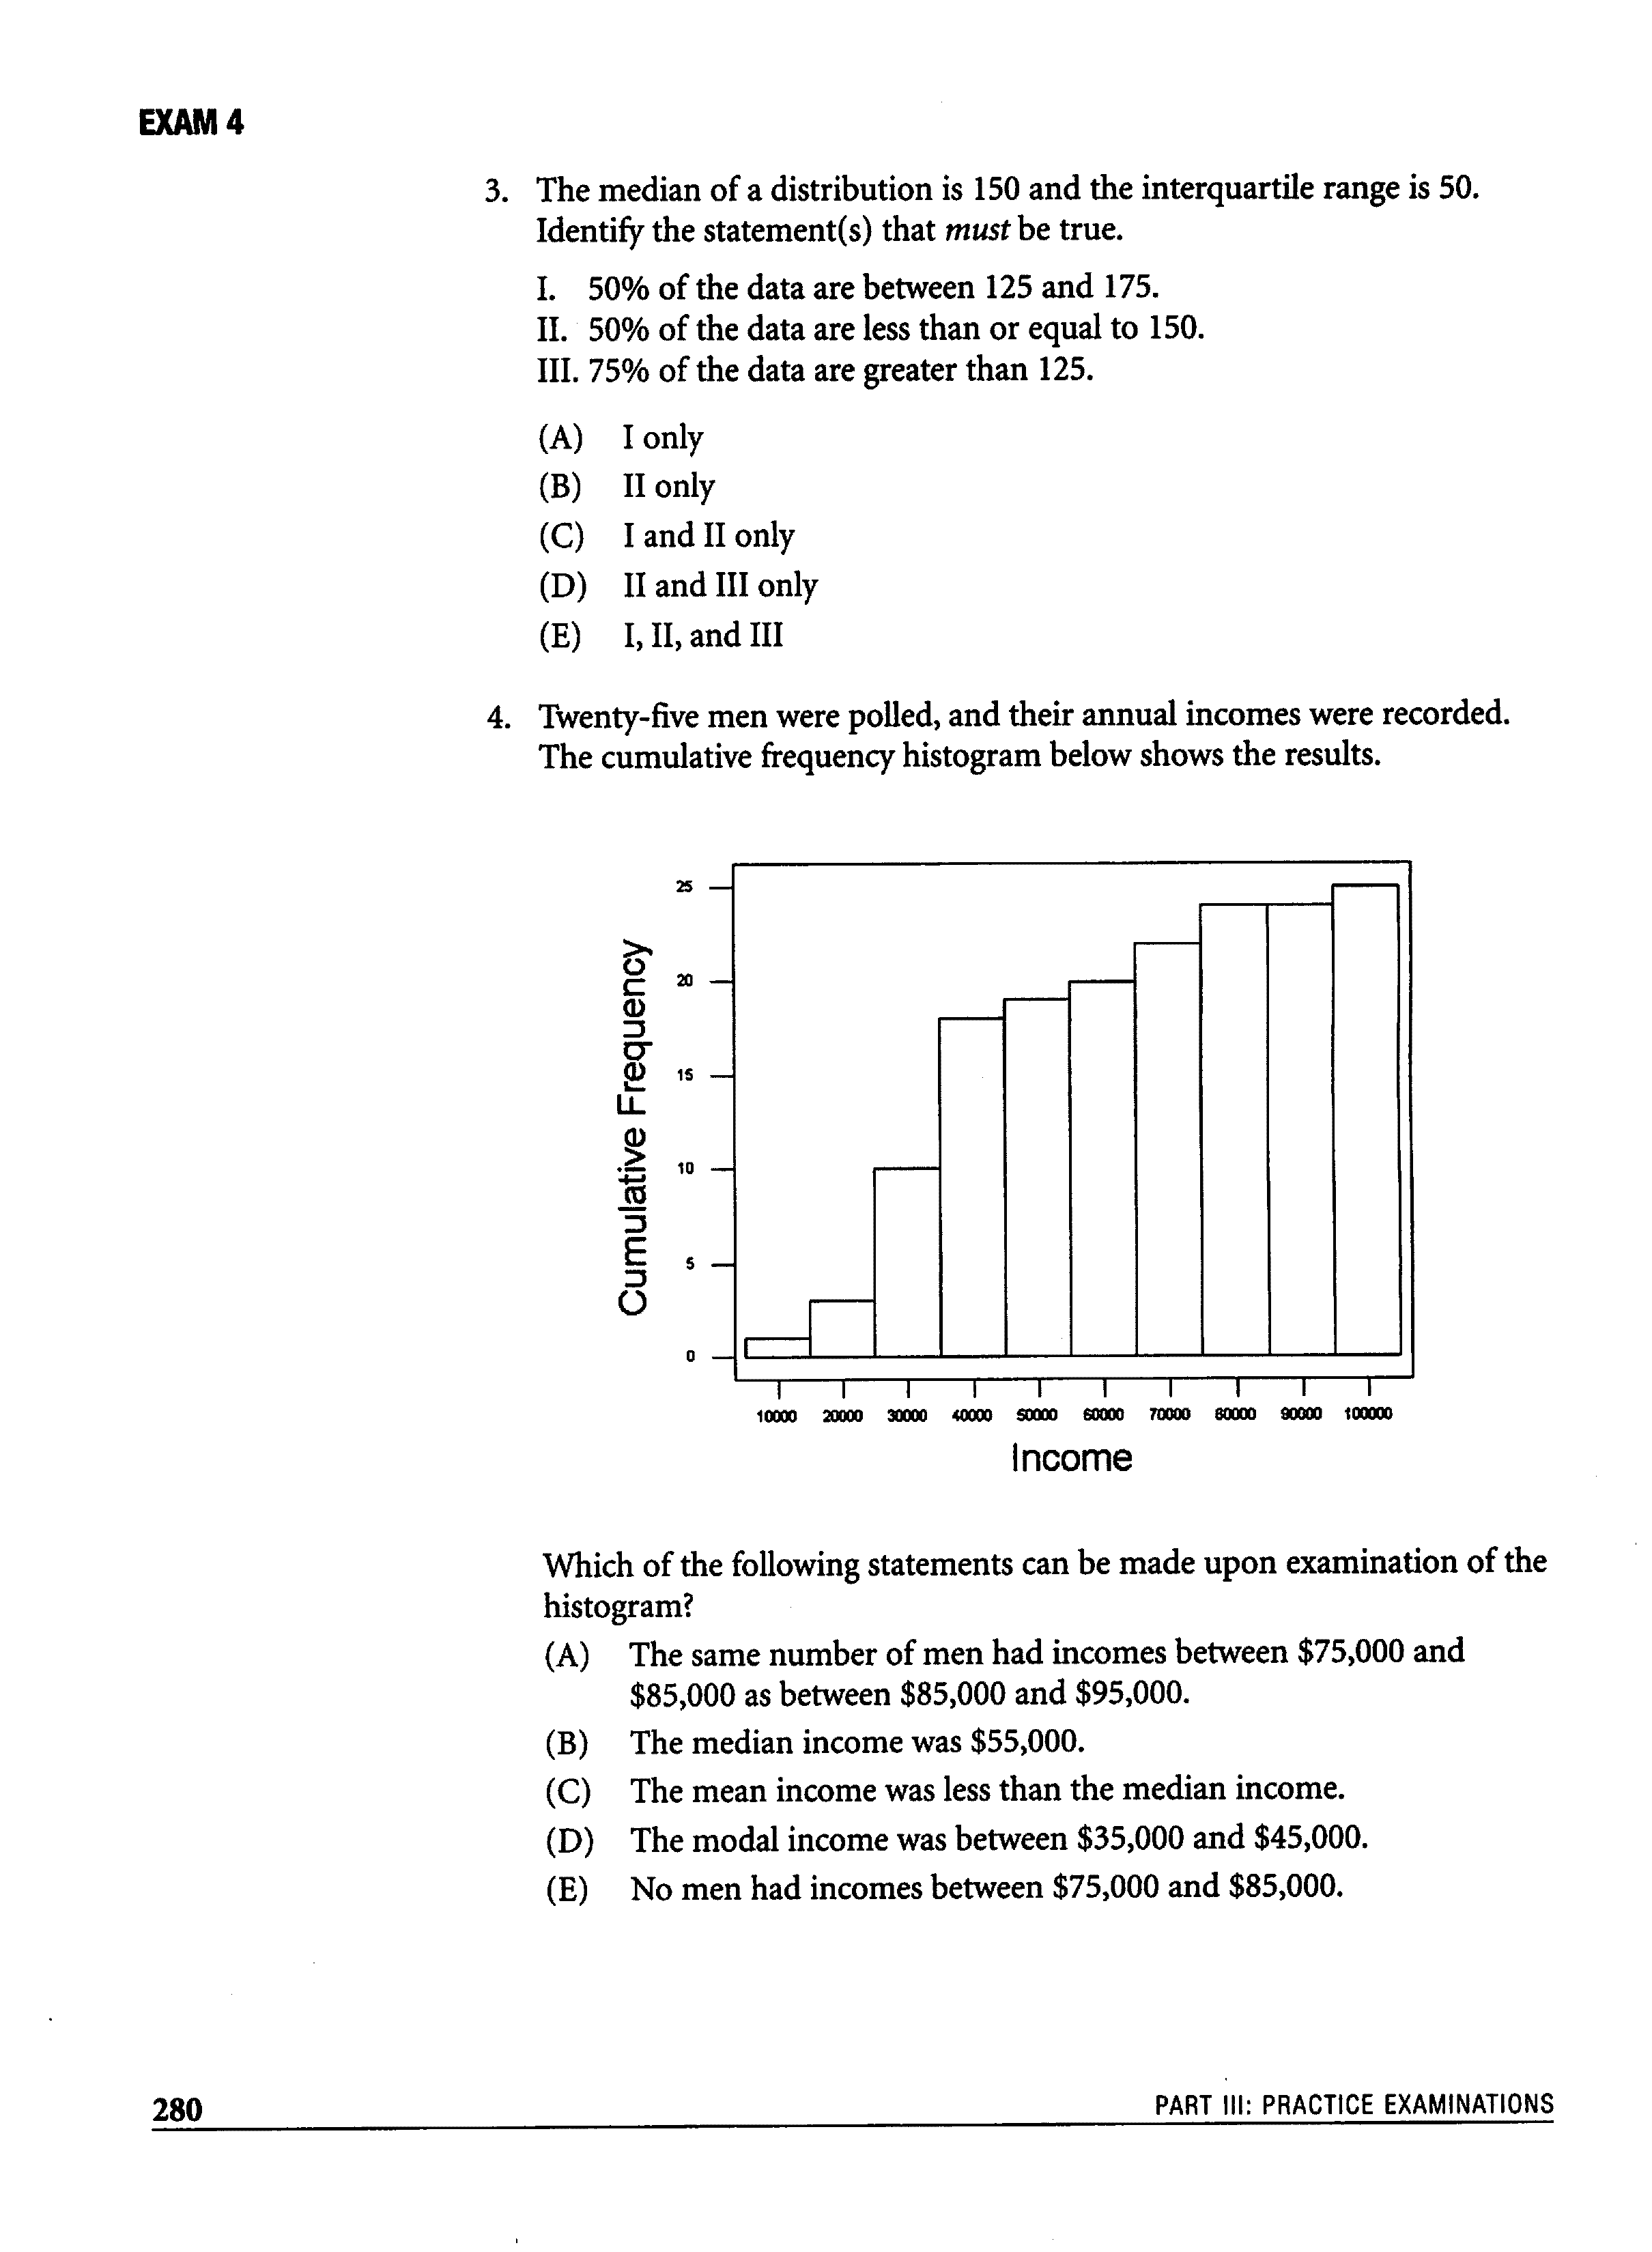 EXAM 4
3. The median of a distribution is 150 and the interquartile range is 50.
Identify the statement(s) that must be true.
I. 50% of the data are between 125 and 175.
II. 50% of the data are less than or equal to 150.
III. 75% of the data are greater than 125.
(A) I only
(B) II only
(C) I and II only
(D) II and III only
(E) I, II, and III
4. Twenty-five men were polled, and their annual incomes were recorded.
The cumulative frequency histogram below shows the results.
Cumulative Frequency
25
20
15
10
5
0
10000 20000 30000 40000 50000 60000 70000 80000 90000 100000
Income
Which of the following statements can be made upon examination of the
histogram?
(A) The same number of men had incomes between $75,000 and
$85,000 as between $85,000 and $95,000.
(B) The median income was $55,000.
(C) The mean income was less than the median income.
(D) The modal income was between $35,000 and $45,000.
(E) No men had incomes between $75,000 and $85,000.
280
PART III: PRACTICE EXAMINATIONS